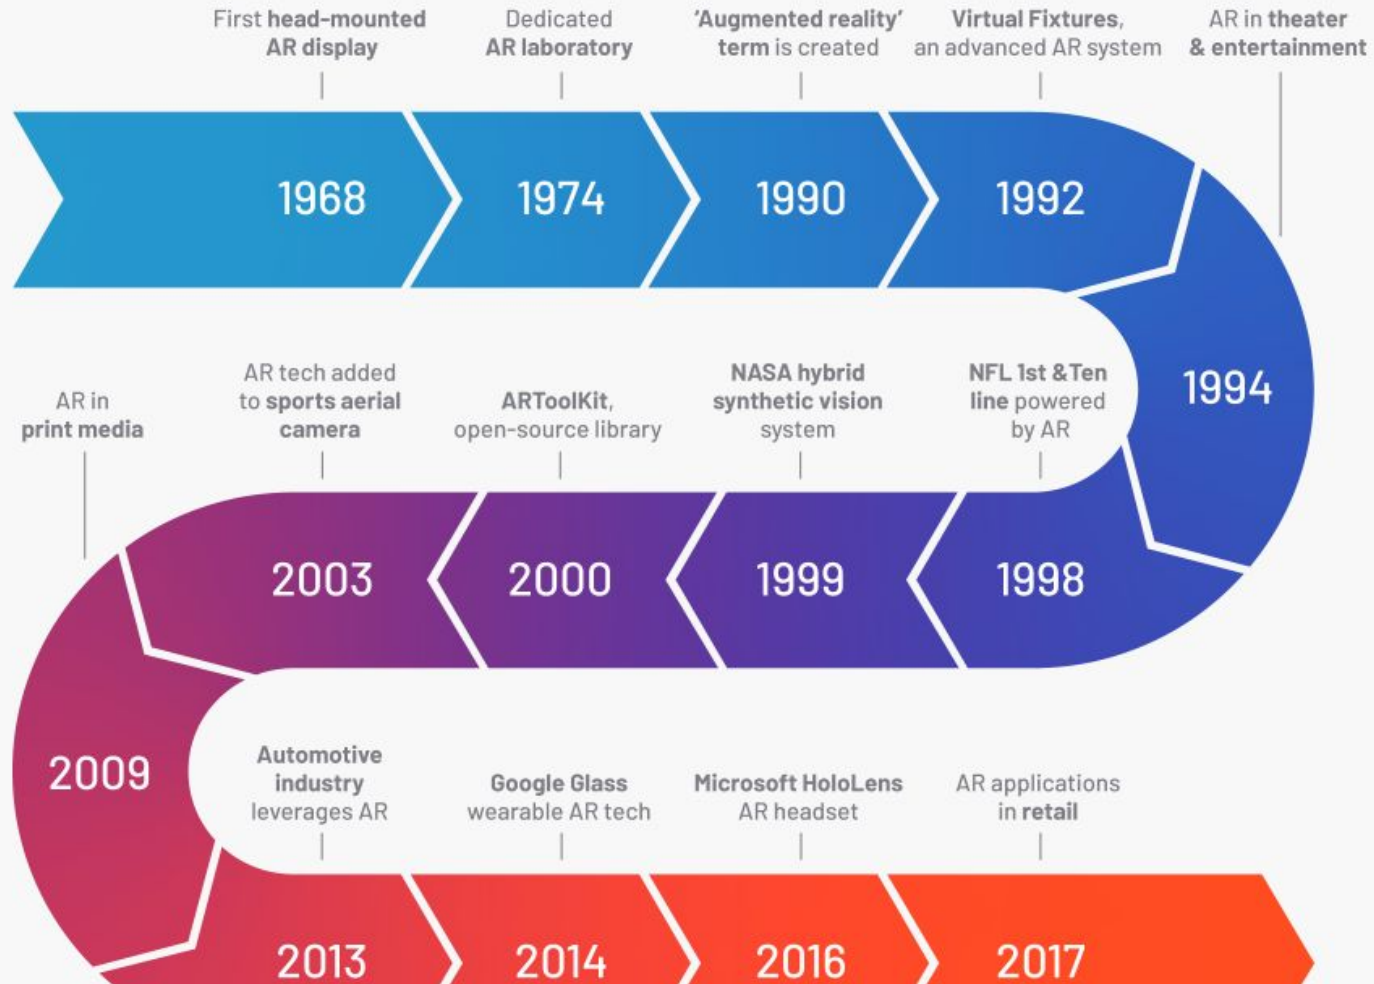 First head-mounted
AR display
1968
Dedicated
AR laboratory
1974
‘Augmented reality’
term is created
1990
Virtual Fixtures,
an advanced AR system
1992
AR in theater
& entertainment
1994
NFL 1st &Ten
line powered
by AR
1998
NASA hybrid
synthetic vision
system
1999
ARToolKit,
open-source library
2000
AR tech added
to sports aerial
camera
2003
AR in
print media
2009
Automotive
industry
leverages AR
2013
Google Glass
wearable AR tech
2014
Microsoft HoloLens
AR headset
2016
AR applications
in retail
2017